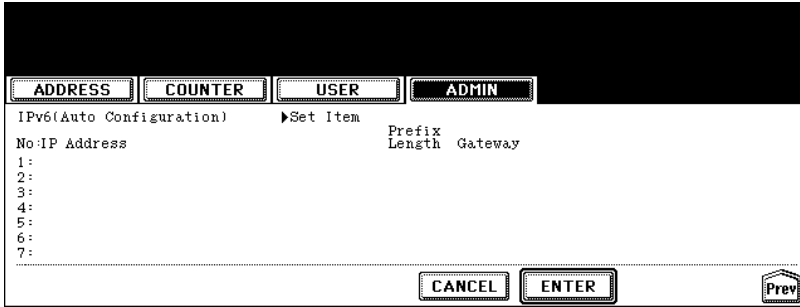 ADDRESS COUNTER USER ADMIN
IPv6(Auto Configuration) ▶Set Item
Prefix
No:IP Address Length Gateway
1:
2:
3:
4:
5:
6:
7:
CANCEL ENTER Prev